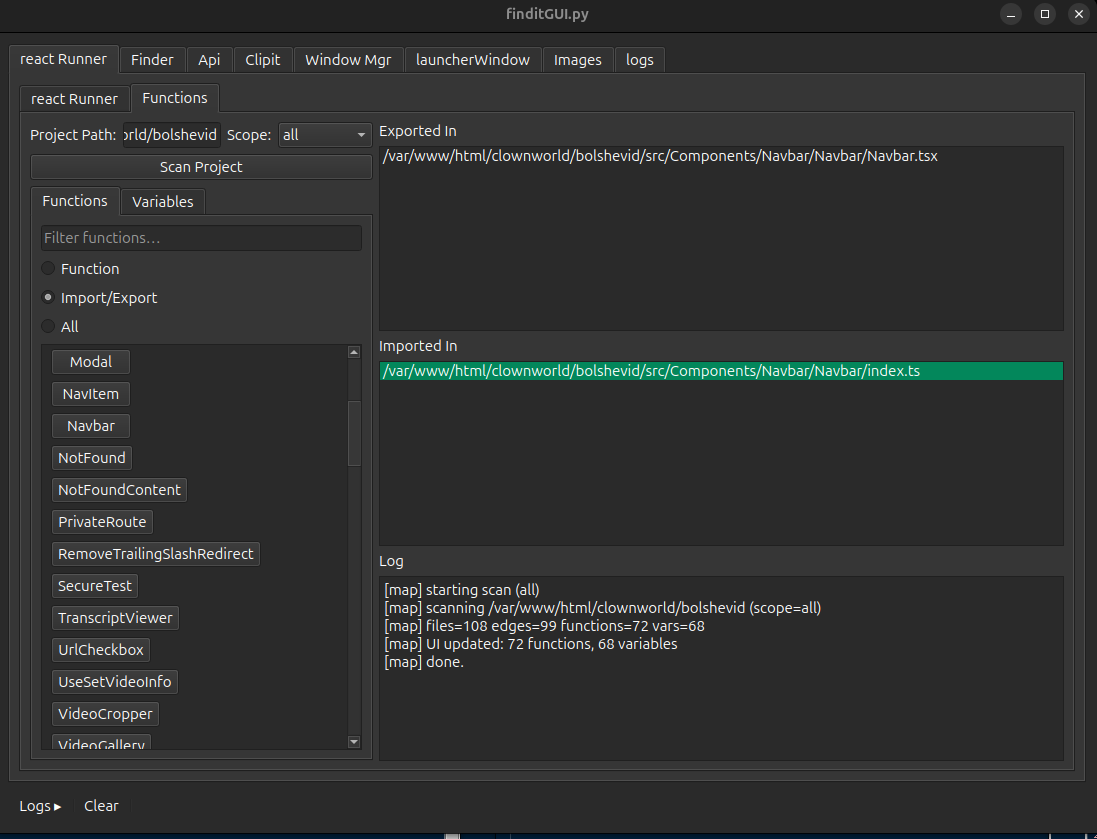 finditGUI.py
react Runner
Finder
Api
Clipit
Window Mgr
launcherWindow
Images
logs
react Runner
Functions
Project Path:
orld/bolshevid
Scope:
all
Scan Project
Functions
Variables
Filter functions...
Function
Import/Export
All
Modal
NavItem
Navbar
NotFound
NotFoundContent
PrivateRoute
RemoveTrailingSlashRedirect
SecureTest
TranscriptViewer
UrlCheckbox
UseSetVideoInfo
VideoCropper
VideoGallery
Exported In
/var/www/html/clownworld/bolshevid/src/Components/Navbar/Navbar/Navbar.tsx
Imported In
/var/www/html/clownworld/bolshevid/src/Components/Navbar/Navbar/index.ts
Log
[map] starting scan (all)
[map] scanning /var/www/html/clownworld/bolshevid (scope=all)
[map] files=108 edges=99 functions=72 vars=68
[map] UI updated: 72 functions, 68 variables
[map] done.
Logs ▸
Clear